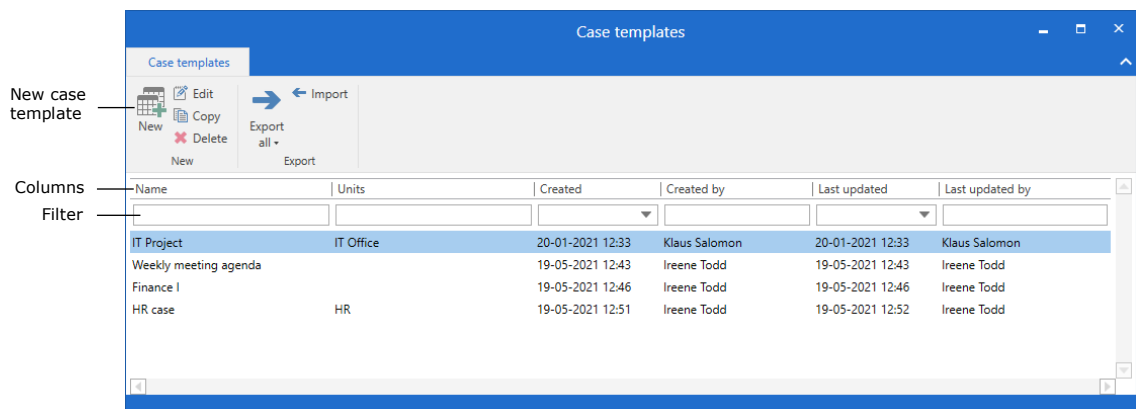 Case templates
Case templates
New case
template
New
Edit
Copy
Delete
New
Export
all
Import
Export
Columns
Name Units Created Created by Last updated Last updated by
Filter
IT Project IT Office 20-01-2021 12:33 Klaus Salomon 20-01-2021 12:33 Klaus Salomon
Weekly meeting agenda 19-05-2021 12:43 Ireene Todd 19-05-2021 12:43 Ireene Todd
Finance I 19-05-2021 12:46 Ireene Todd 19-05-2021 12:46 Ireene Todd
HR case HR 19-05-2021 12:51 Ireene Todd 19-05-2021 12:52 Ireene Todd